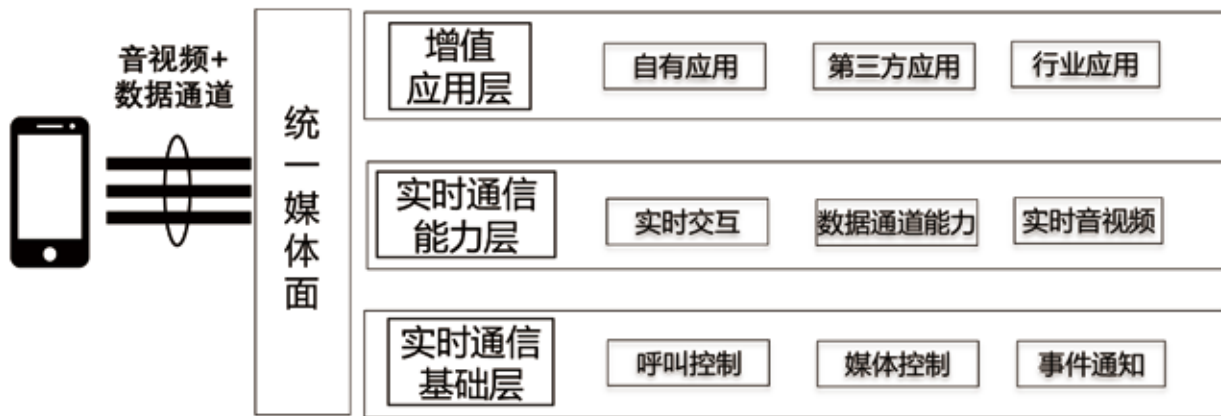 音视频+
数据通道
统一媒体面
增值
应用层
自有应用
第三方应用
行业应用
实时通信
能力层
实时交互
数据通道能力
实时音视频
实时通信
基础层
呼叫控制
媒体控制
事件通知